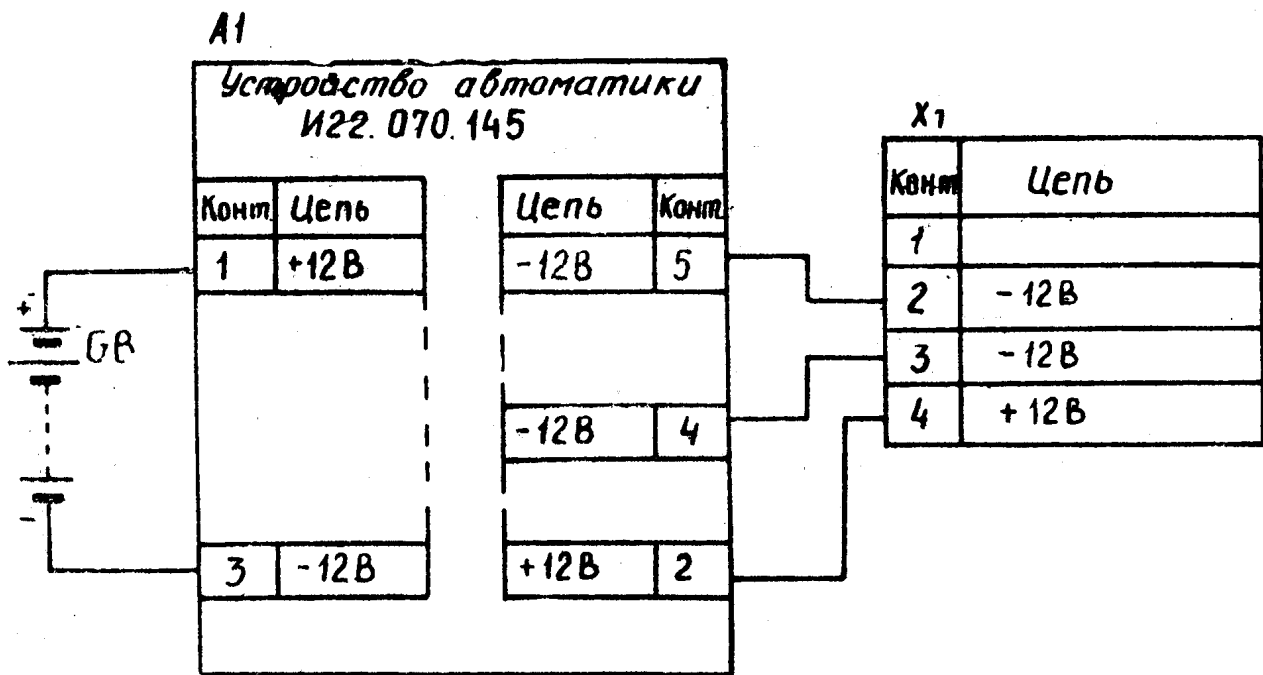 А1
Устройство автоматики
И22.070.145
Конт. Цепь
1 +12В
3 -12В
Цепь Конт.
-12В 5
-12В 4
+12В 2
+
GB
-
X1
Конт Цепь
1
2 -12В
3 -12В
4 +12В